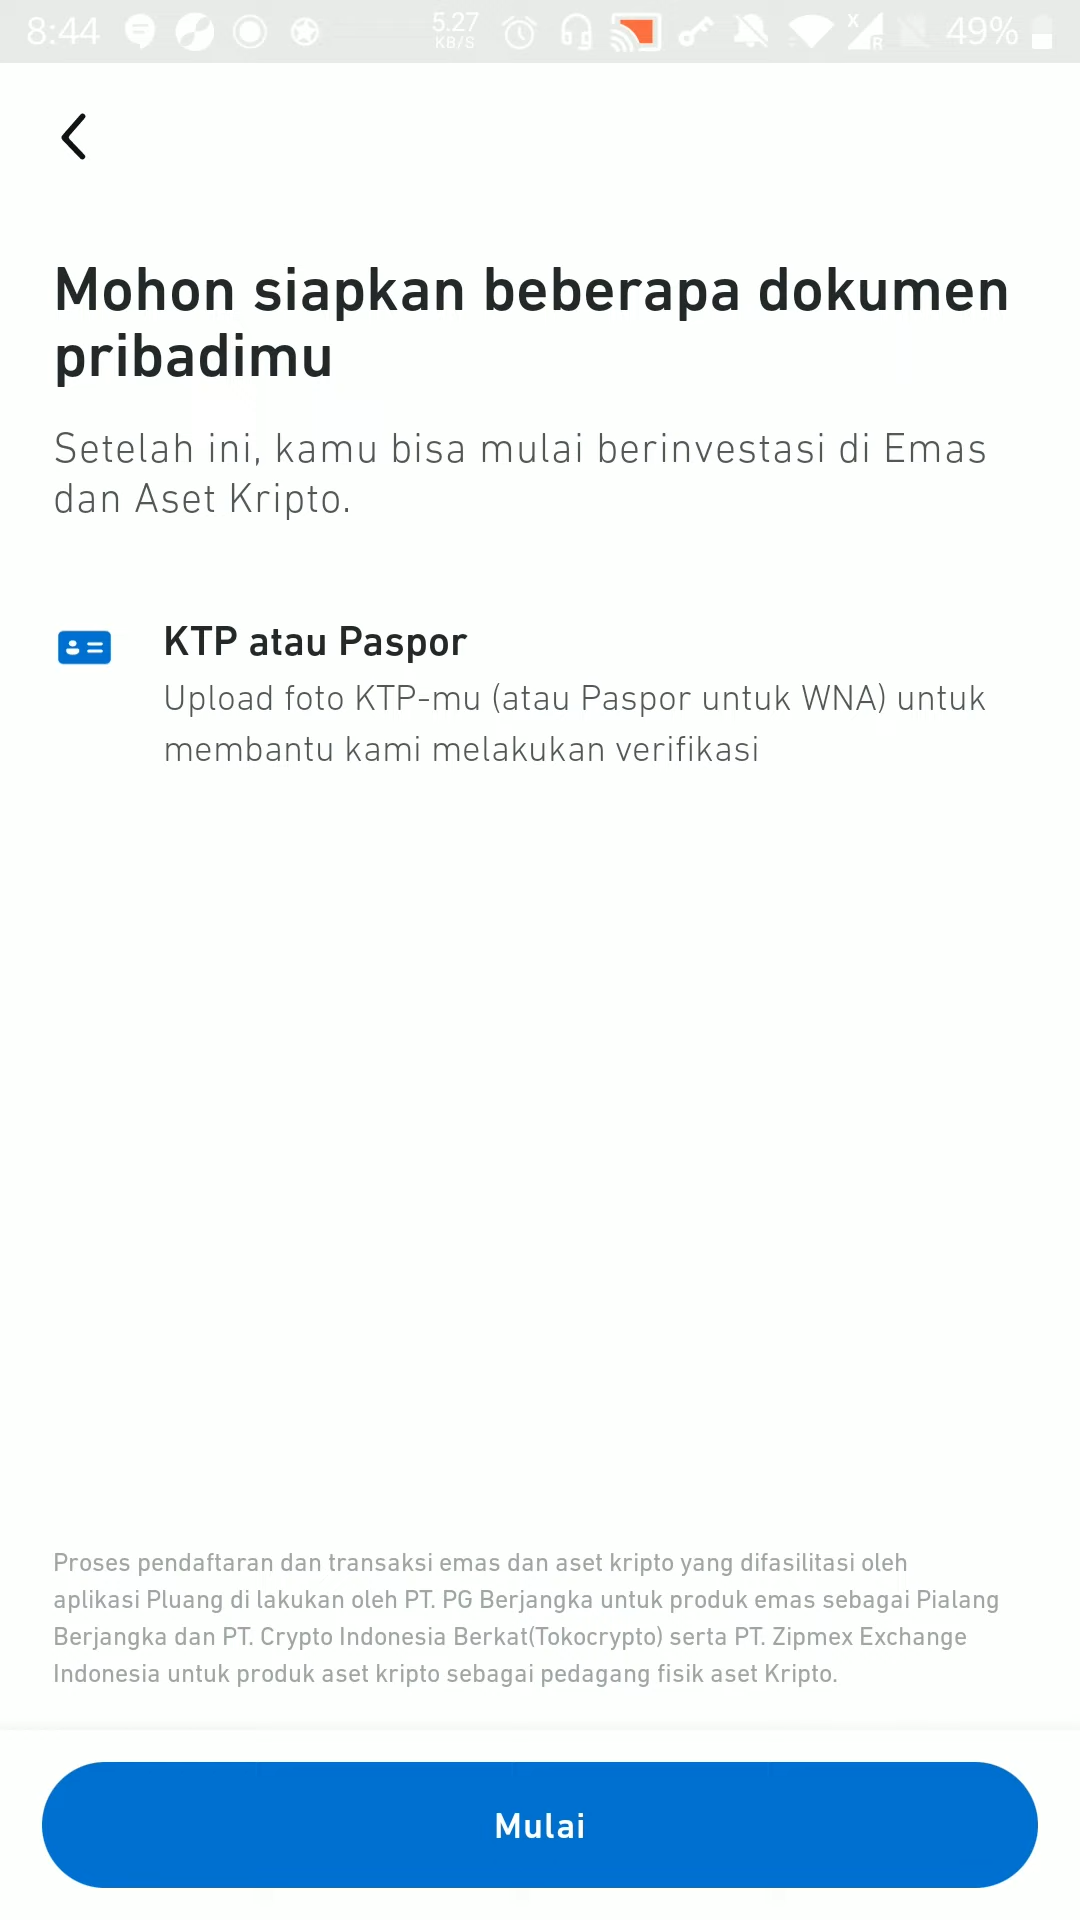 8:44
5.27
KB/S
X
R
49%
Mohon siapkan beberapa dokumen
pribadimu
Setelah ini, kamu bisa mulai berinvestasi di Emas
dan Aset Kripto.
KTP atau Paspor
Upload foto KTP-mu (atau Paspor untuk WNA) untuk
membantu kami melakukan verifikasi
Proses pendaftaran dan transaksi emas dan aset kripto yang difasilitasi oleh
aplikasi Pluang di lakukan oleh PT. PG Berjangka untuk produk emas sebagai Pialang
Berjangka dan PT. Crypto Indonesia Berkat(Tokocrypto) serta PT. Zipmex Exchange
Indonesia untuk produk aset kripto sebagai pedagang fisik aset Kripto.
Mulai